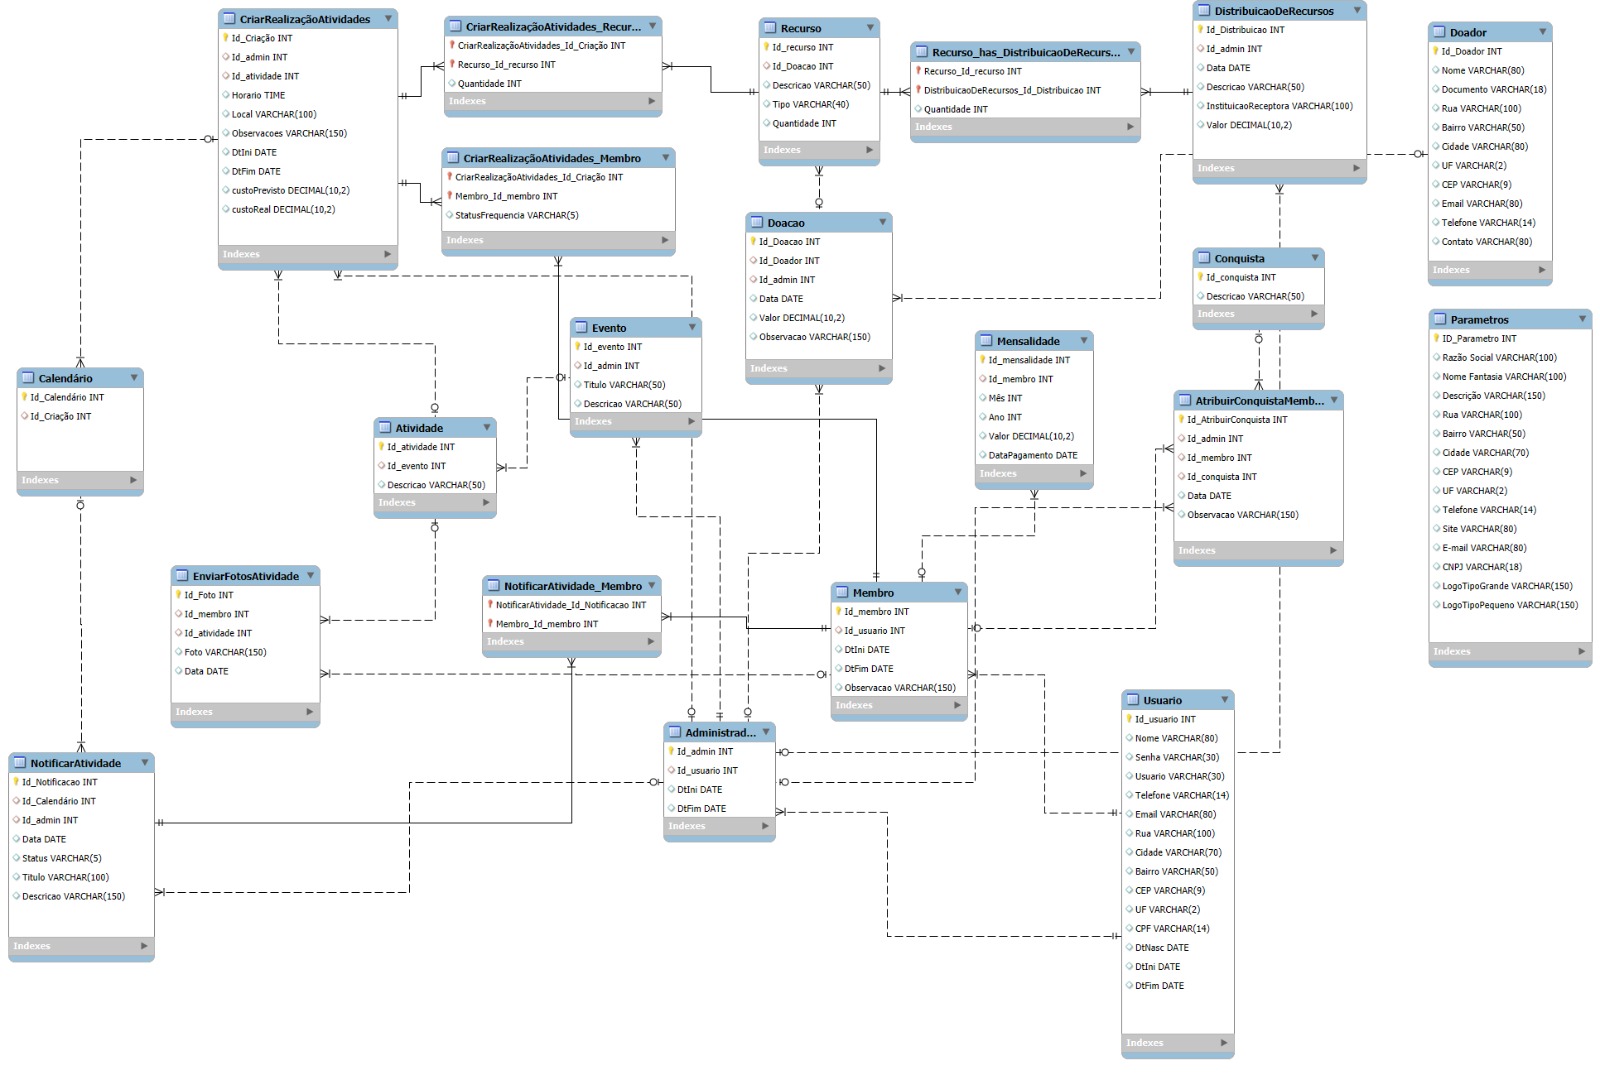 CriarRealizaçãoAtividades
Id_Criação INT
Id_admin INT
Id_atividade INT
Horario TIME
Local VARCHAR(100)
Observacoes VARCHAR(150)
DtIni DATE
DtFim DATE
custoPrevisto DECIMAL(10,2)
custoReal DECIMAL(10,2)
Indexes
CriarRealizaçãoAtividades_Recur...
CriarRealizaçãoAtividades_Id_Criação INT
Recurso_Id_recurso INT
Quantidade INT
Indexes
CriarRealizaçãoAtividades_Membro
CriarRealizaçãoAtividades_Id_Criação INT
Membro_Id_membro INT
StatusFrequencia VARCHAR(5)
Indexes
Recurso
Id_recurso INT
Id_Doacao INT
Descricao VARCHAR(50)
Tipo VARCHAR(40)
Quantidade INT
Indexes
Recurso_has_DistribuicaoDeRecurs...
Recurso_Id_recurso INT
DistribuicaoDeRecursos_Id_Distribuicao INT
Quantidade INT
Indexes
DistribuicaoDeRecursos
Id_Distribuicao INT
Id_admin INT
Data DATE
Descricao VARCHAR(50)
InstituicaoReceptora VARCHAR(100)
Valor DECIMAL(10,2)
Indexes
Doador
Id_Doador INT
Nome VARCHAR(80)
Documento VARCHAR(18)
Rua VARCHAR(100)
Bairro VARCHAR(50)
Cidade VARCHAR(80)
UF VARCHAR(2)
CEP VARCHAR(9)
Email VARCHAR(80)
Telefone VARCHAR(14)
Contato VARCHAR(80)
Indexes
Doacao
Id_Doacao INT
Id_Doador INT
Id_admin INT
Data DATE
Valor DECIMAL(10,2)
Observacao VARCHAR(150)
Indexes
Conquista
Id_conquista INT
Descricao VARCHAR(50)
Indexes
Parametros
ID_Parametro INT
Razão Social VARCHAR(100)
Nome Fantasia VARCHAR(100)
Descrição VARCHAR(150)
Rua VARCHAR(100)
Bairro VARCHAR(50)
Cidade VARCHAR(70)
CEP VARCHAR(9)
UF VARCHAR(2)
Telefone VARCHAR(14)
Site VARCHAR(80)
E-mail VARCHAR(80)
CNPJ VARCHAR(18)
LogoTipoGrande VARCHAR(150)
LogoTipoPequeno VARCHAR(150)
Indexes
Evento
Id_evento INT
Id_admin INT
Titulo VARCHAR(50)
Descricao VARCHAR(50)
Indexes
Mensalidade
Id_mensalidade INT
Id_membro INT
Mês INT
Ano INT
Valor DECIMAL(10,2)
DataPagamento DATE
Indexes
Calendário
Id_Calendário INT
Id_Criação INT
Indexes
Atividade
Id_atividade INT
Id_evento INT
Descricao VARCHAR(50)
Indexes
AtribuirConquistaMemb...
Id_AtribuirConquista INT
Id_admin INT
Id_membro INT
Id_conquista INT
Data DATE
Observacao VARCHAR(150)
Indexes
EnviarFotosAtividade
Id_Foto INT
Id_membro INT
Id_atividade INT
Foto VARCHAR(150)
Data DATE
Indexes
NotificarAtividade_Membro
NotificarAtividade_Id_Notificacao INT
Membro_Id_membro INT
Indexes
Membro
Id_membro INT
Id_usuario INT
DtIni DATE
DtFim DATE
Observacao VARCHAR(150)
Indexes
Usuario
Id_usuario INT
Nome VARCHAR(80)
Senha VARCHAR(30)
Usuario VARCHAR(30)
Telefone VARCHAR(14)
Email VARCHAR(80)
Rua VARCHAR(100)
Cidade VARCHAR(70)
Bairro VARCHAR(50)
CEP VARCHAR(9)
UF VARCHAR(2)
CPF VARCHAR(14)
DtNasc DATE
DtIni DATE
DtFim DATE
Indexes
Administrad...
Id_admin INT
Id_usuario INT
DtIni DATE
DtFim DATE
Indexes
NotificarAtividade
Id_Notificacao INT
Id_Calendário INT
Id_admin INT
Data DATE
Status VARCHAR(5)
Titulo VARCHAR(100)
Descricao VARCHAR(150)
Indexes